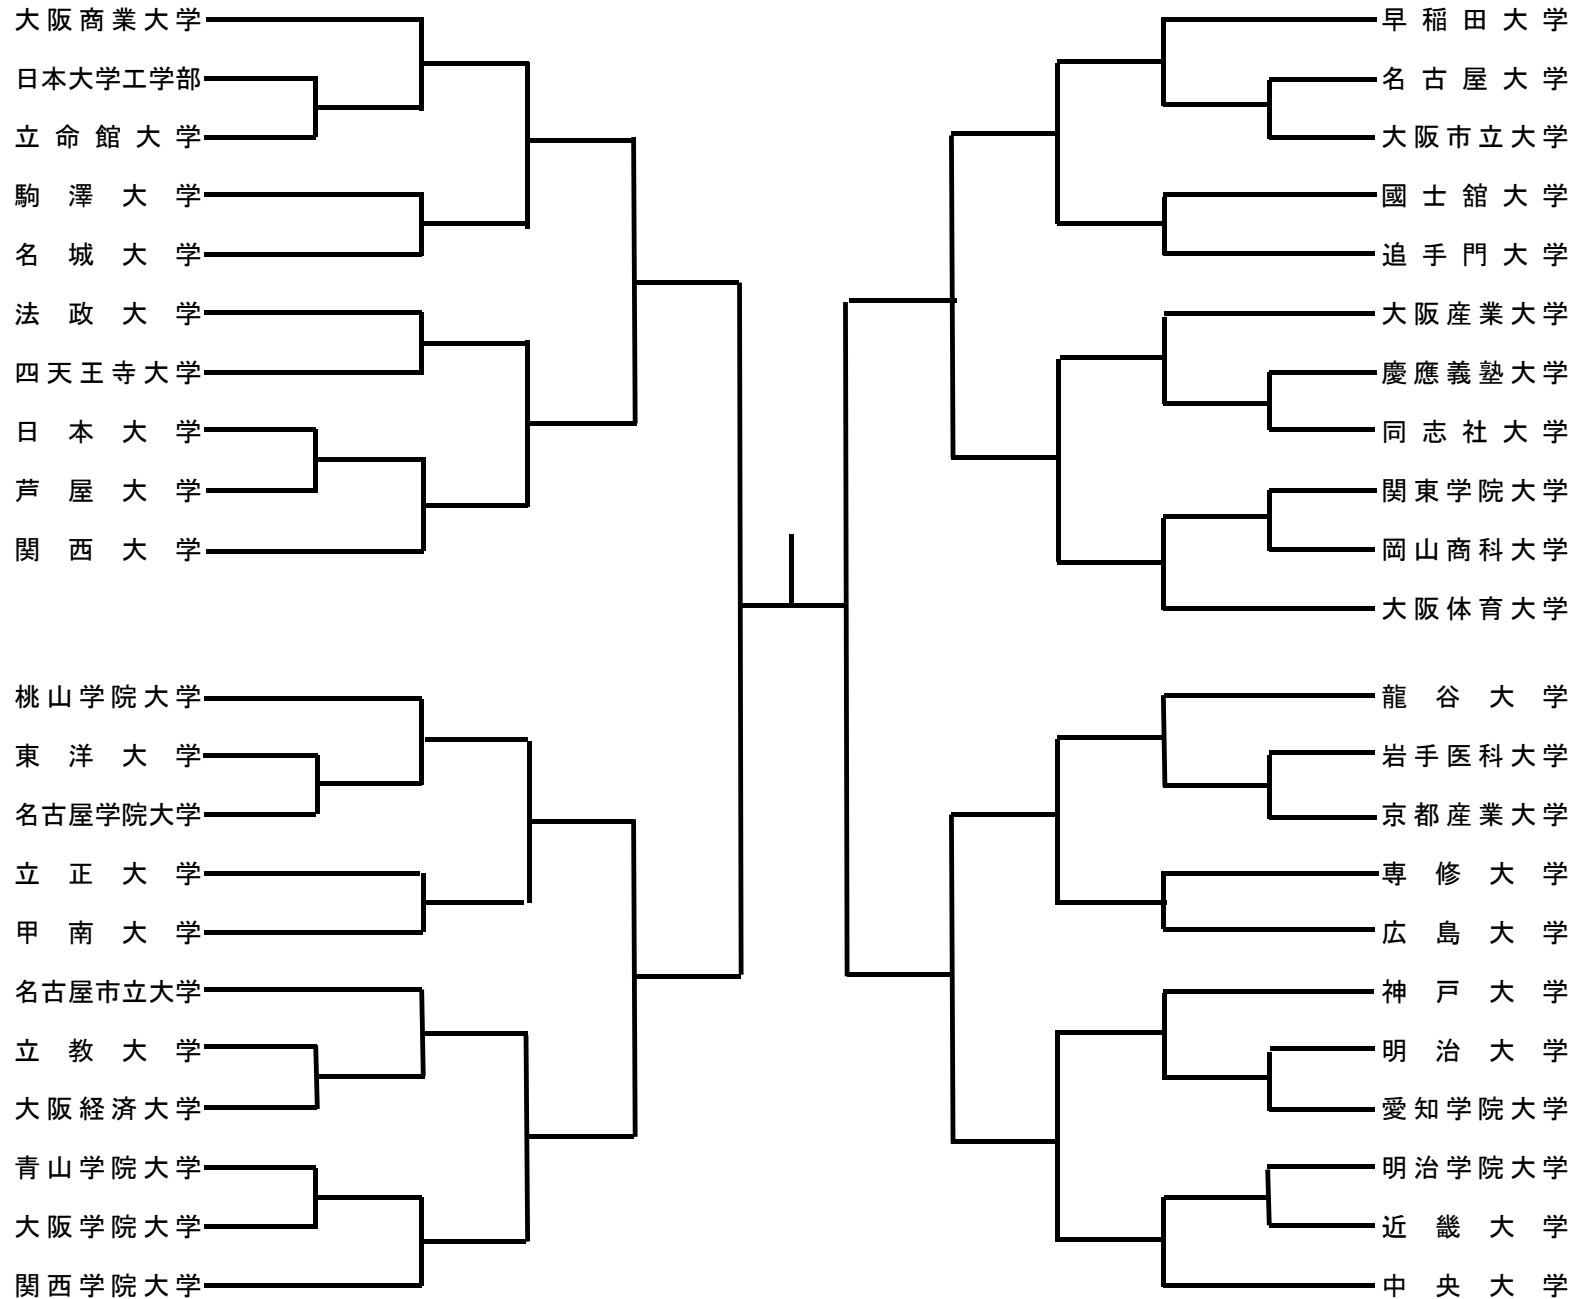 大阪商業大学
日本大学工学部
立命館大学
駒澤大学
名城大学
法政大学
四天王寺大学
日本大学
芦屋大学
関西大学
桃山学院大学
東洋大学
名古屋学院大学
立正大学
甲南大学
名古屋市立大学
立教大学
大阪経済大学
青山学院大学
大阪学院大学
関西学院大学
早稲田大学
名古屋大学
大阪市立大学
國士舘大学
追手門大学
大阪産業大学
慶應義塾大学
同志社大学
関東学院大学
岡山商科大学
大阪体育大学
龍谷大学
岩手医科大学
京都産業大学
専修大学
広島大学
神戸大学
明治大学
愛知学院大学
明治学院大学
近畿大学
中央大学